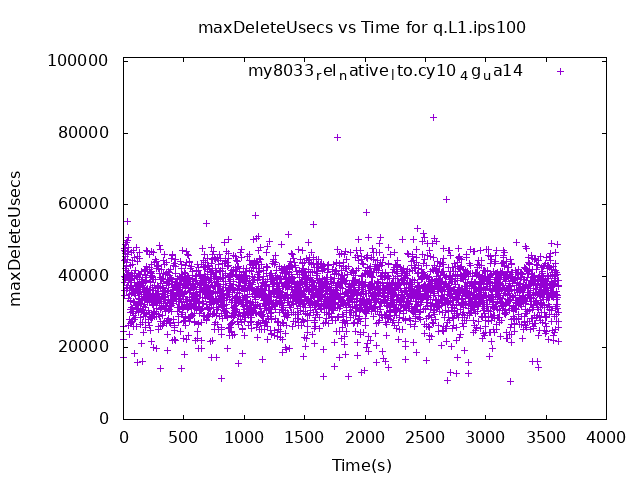 maxDeleteUsecs vs Time for q.L1.ips100
100000
my8033relnativelto.cy104gua14
80000
60000
maxDeleteUsecs
40000
20000
0
0 500 1000 1500 2000 2500 3000 3500 4000
Time(s)